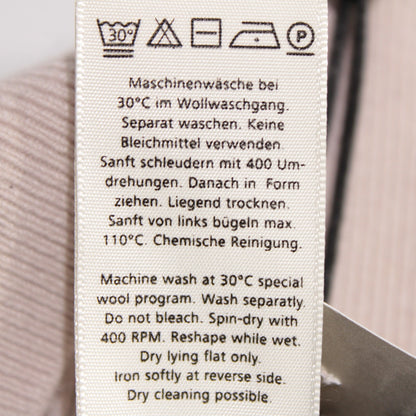 30°
P
Maschinenwäsche bei
30°C im Wollwaschgang.
Separat waschen. Keine
Bleichmittel verwenden.
Sanft schleudern mit 400 Um-
drehungen. Danach in Form
ziehen. Liegend trocknen.
Sanft von links bügeln max.
110°C. Chemische Reinigung.
Machine wash at 30°C special
wool program. Wash separatly.
Do not bleach. Spin-dry with
400 RPM. Reshape while wet.
Dry lying flat only.
Iron softly at reverse side.
Dry cleaning possible.